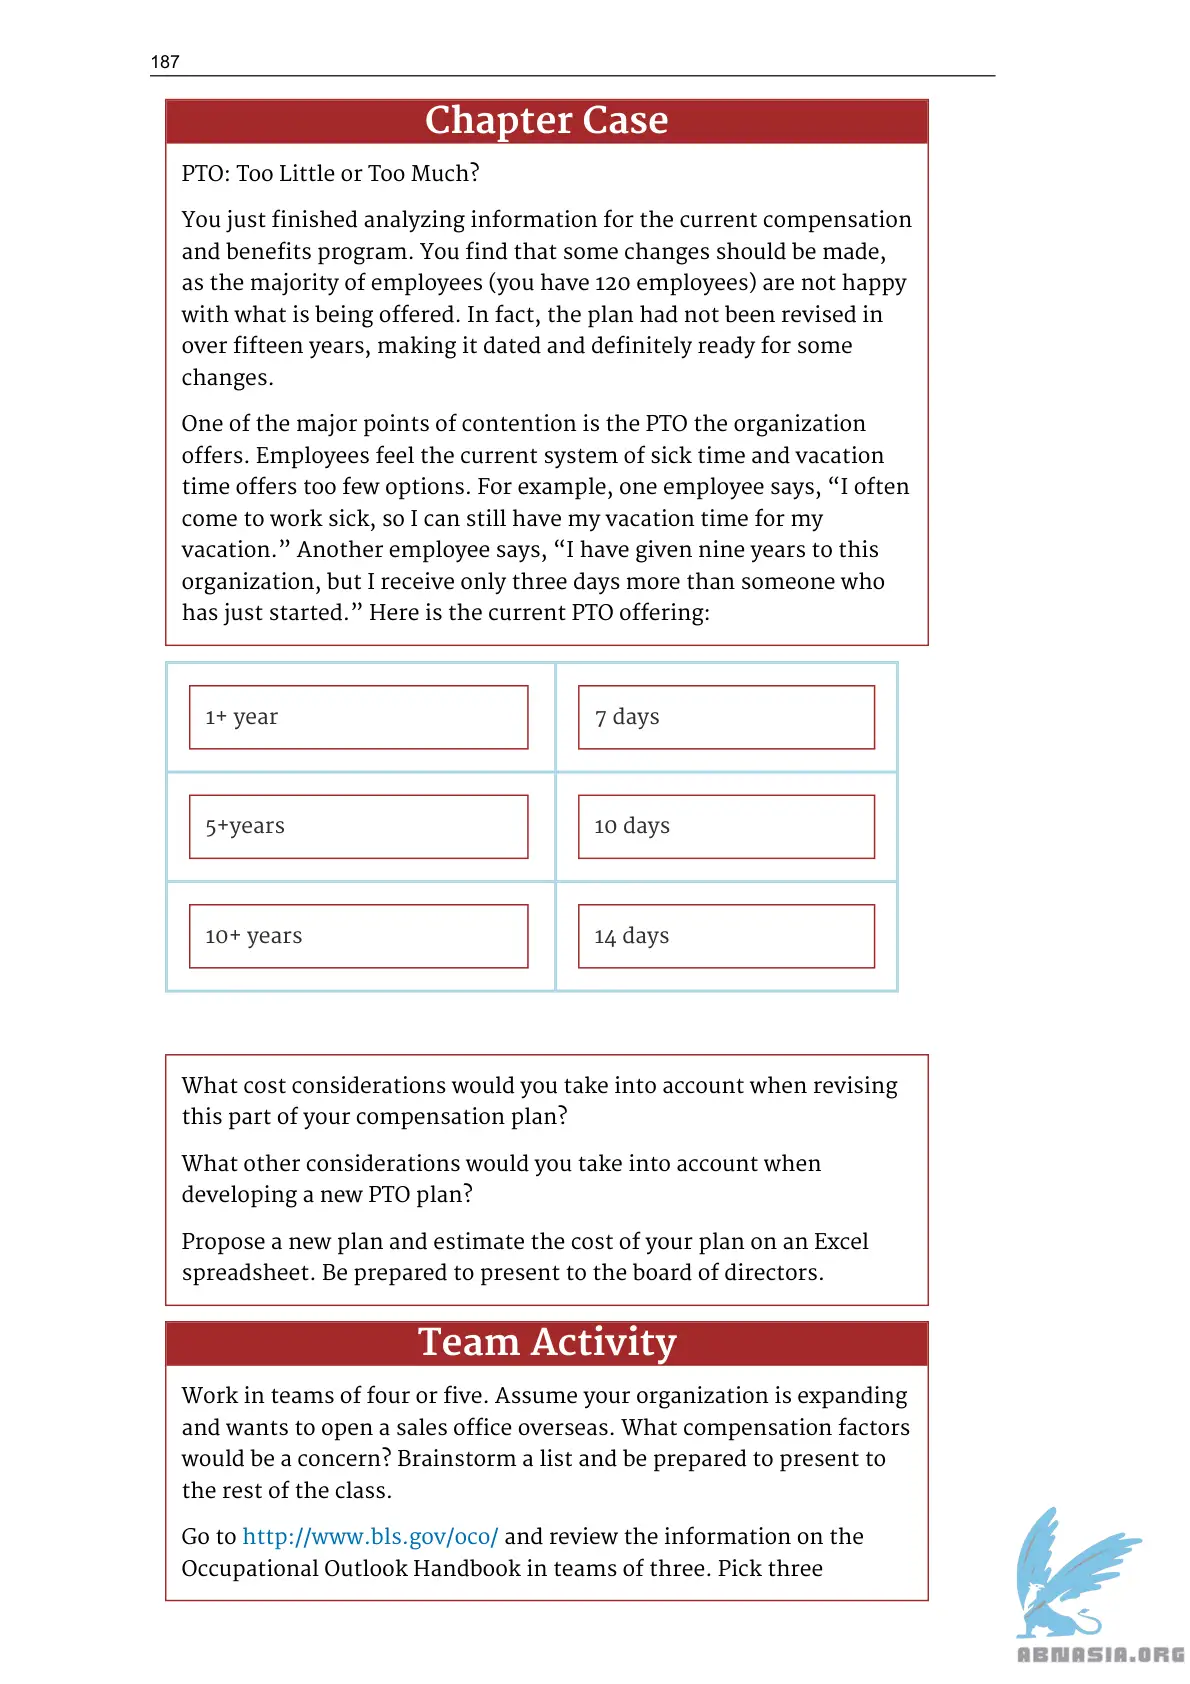 187
Chapter Case
PTO: Too Little or Too Much?
You just finished analyzing information for the current compensation
and benefits program. You find that some changes should be made,
as the majority of employees (you have 120 employees) are not happy
with what is being offered. In fact, the plan had not been revised in
over fifteen years, making it dated and definitely ready for some
changes.
One of the major points of contention is the PTO the organization
offers. Employees feel the current system of sick time and vacation
time offers too few options. For example, one employee says, “I often
come to work sick, so I can still have my vacation time for my
vacation.” Another employee says, “I have given nine years to this
organization, but I receive only three days more than someone who
has just started.” Here is the current PTO offering:
1+ year 7 days
5+years 10 days
10+ years 14 days
What cost considerations would you take into account when revising
this part of your compensation plan?
What other considerations would you take into account when
developing a new PTO plan?
Propose a new plan and estimate the cost of your plan on an Excel
spreadsheet. Be prepared to present to the board of directors.
Team Activity
Work in teams of four or five. Assume your organization is expanding
and wants to open a sales office overseas. What compensation factors
would be a concern? Brainstorm a list and be prepared to present to
the rest of the class.
Go to http://www.bls.gov/oco/ and review the information on the
Occupational Outlook Handbook in teams of three. Pick three
ABNASIA.ORG